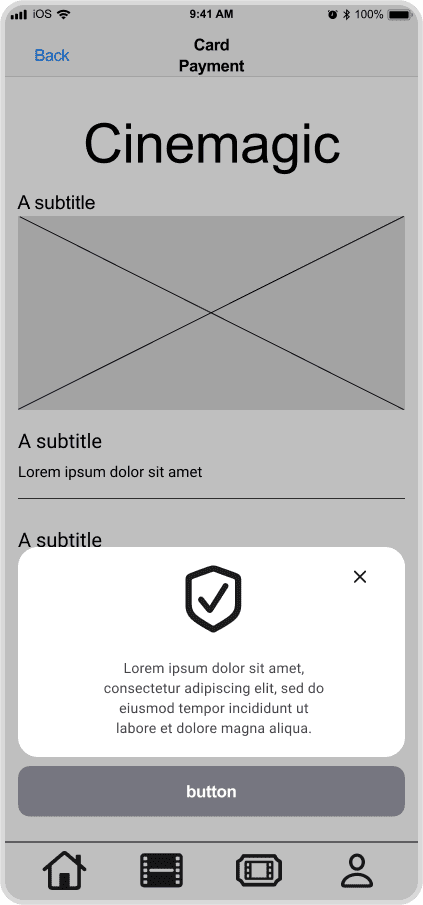 iOS 9:41 AM 100%
Back
Card
Payment
Cinemagic
A subtitle
A subtitle
Lorem ipsum dolor sit amet
A subtitle
Lorem ipsum dolor sit amet,
consectetur adipiscing elit, sed do
eiusmod tempor incididunt ut
labore et dolore magna aliqua.
button